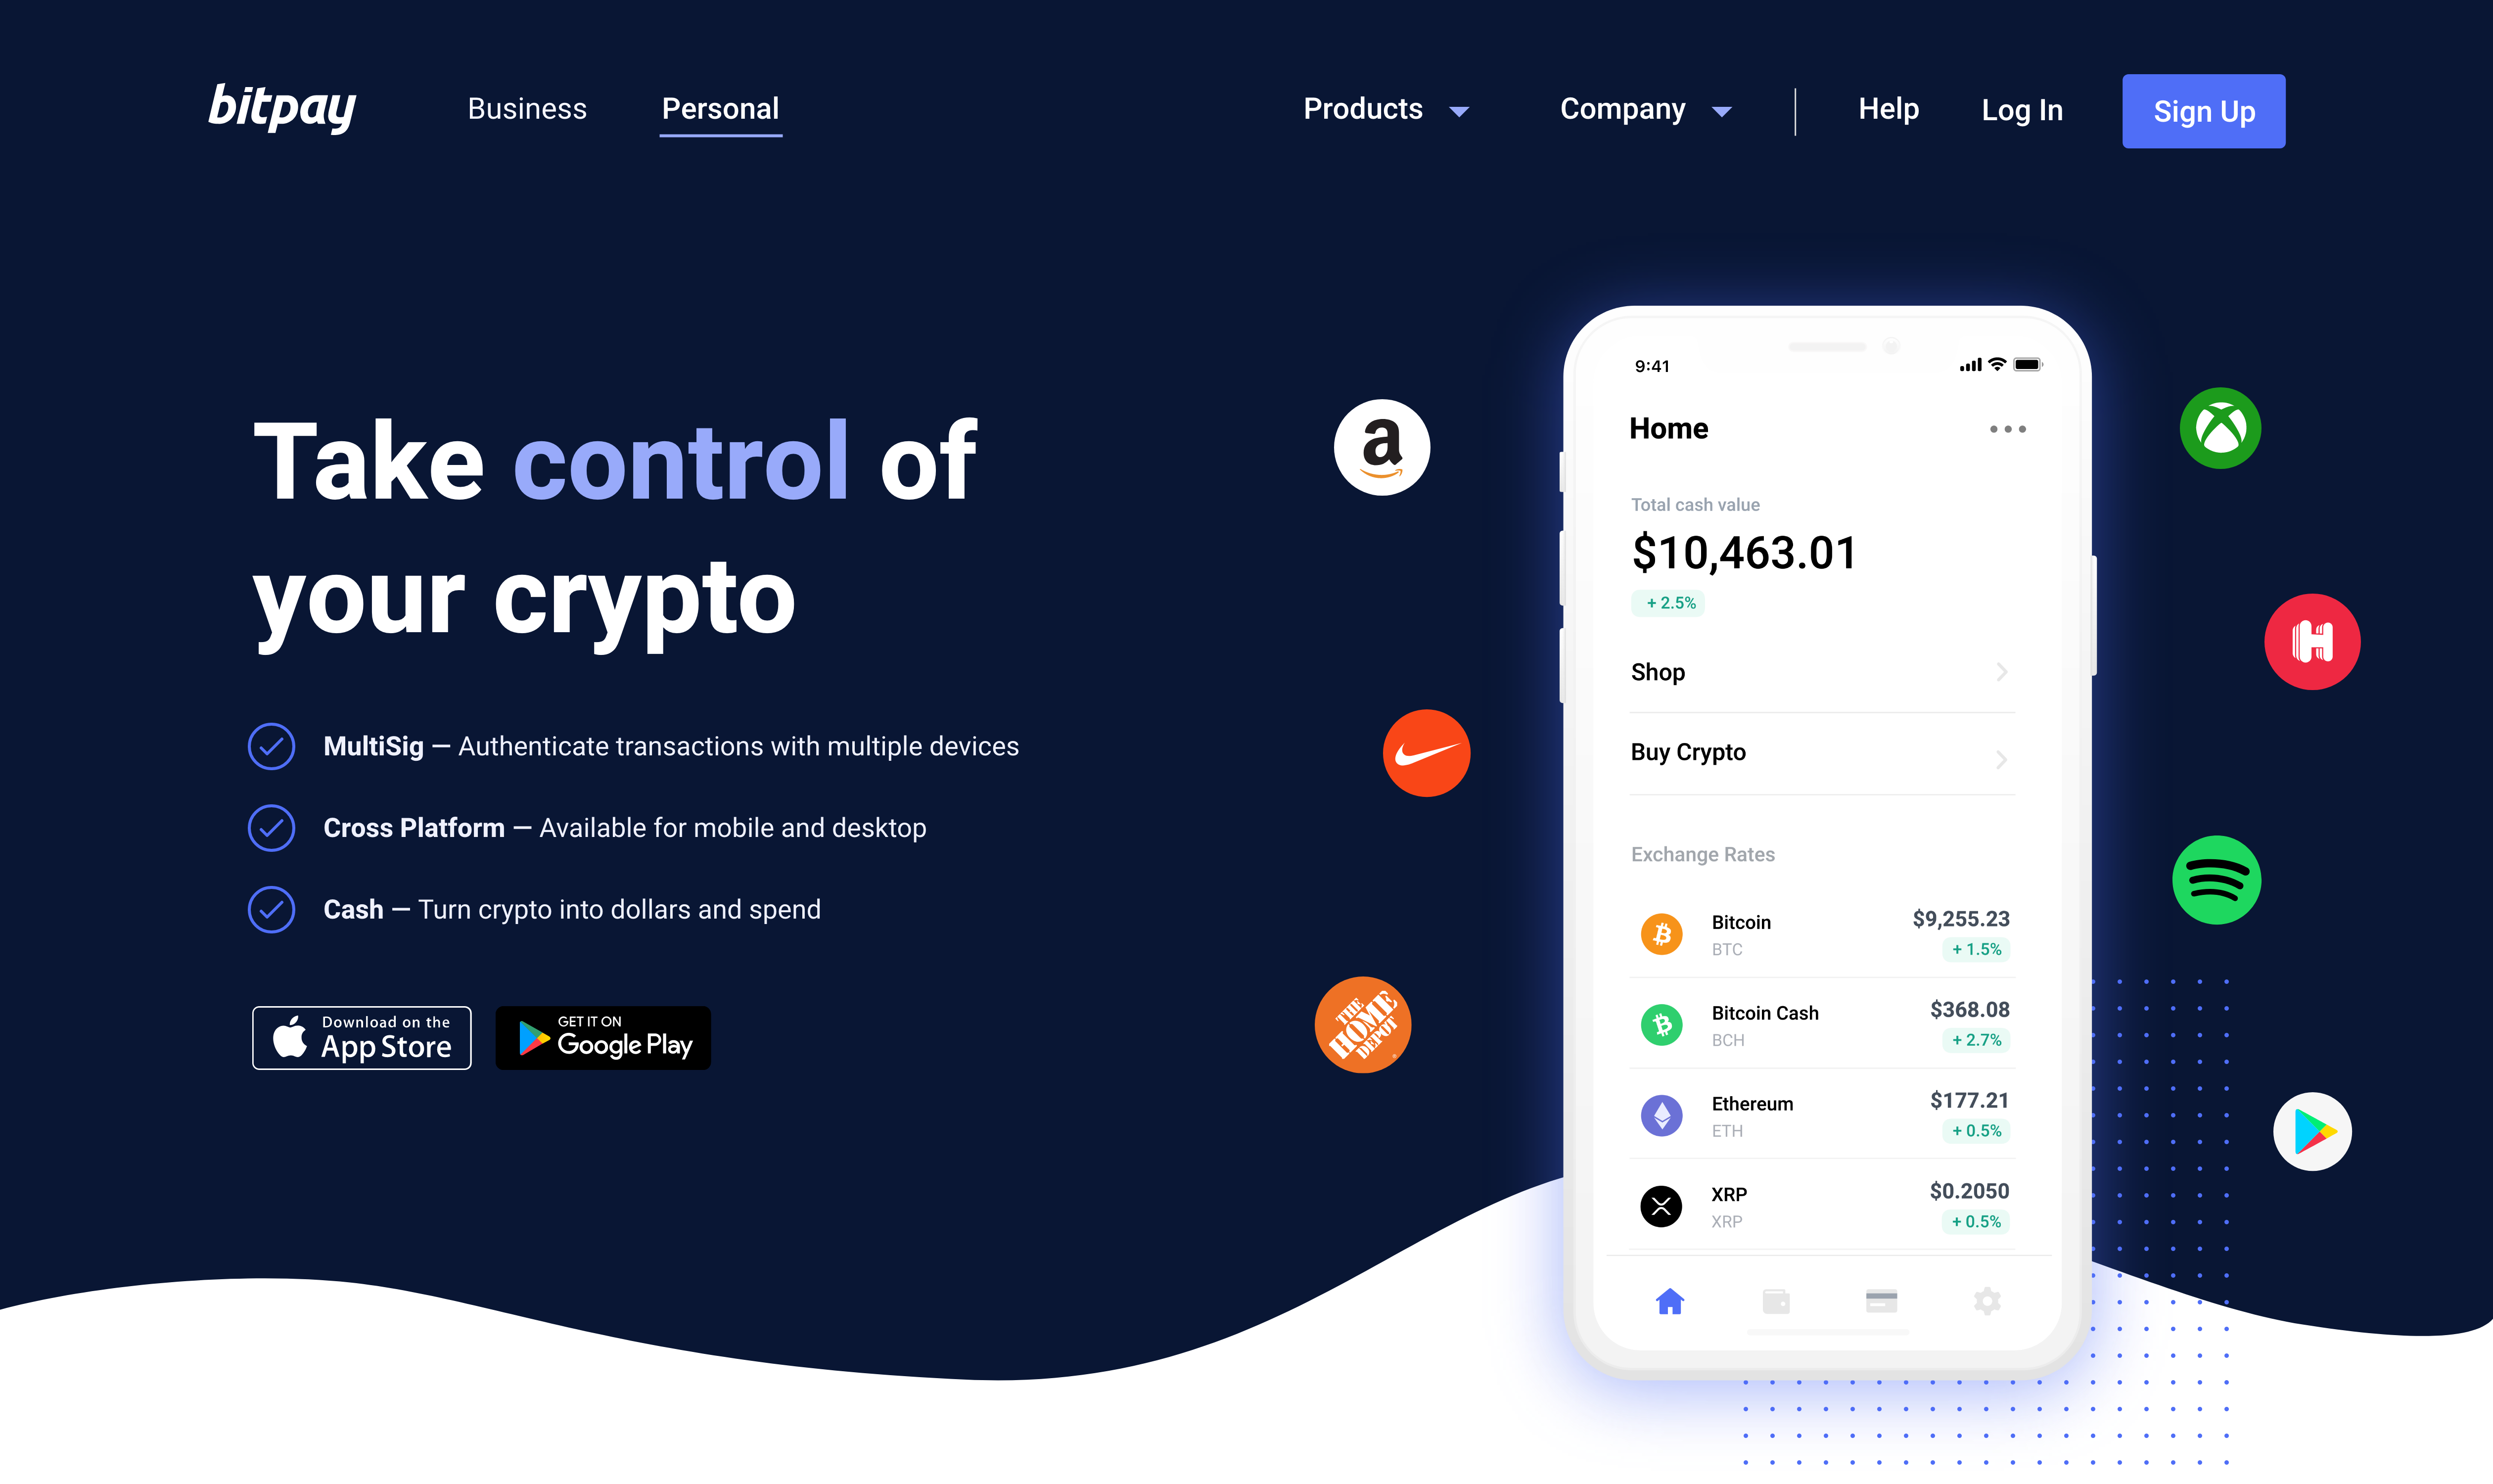 bitpay
Business
Personal
Products
Company
Help
Log In
Sign Up
Take control of
your crypto
MultiSig — Authenticate transactions with multiple devices
Cross Platform — Available for mobile and desktop
Cash — Turn crypto into dollars and spend
Download on the
App Store
GET IT ON
Google Play
a
THE
HOME
DEPOT
9:41
Home
Total cash value
$10,463.01
+ 2.5%
Shop
Buy Crypto
Exchange Rates
Bitcoin
$9,255.23
BTC
+ 1.5%
Bitcoin Cash
$368.08
BCH
+ 2.7%
Ethereum
$177.21
ETH
+ 0.5%
XRP
$0.2050
XRP
+ 0.5%
H